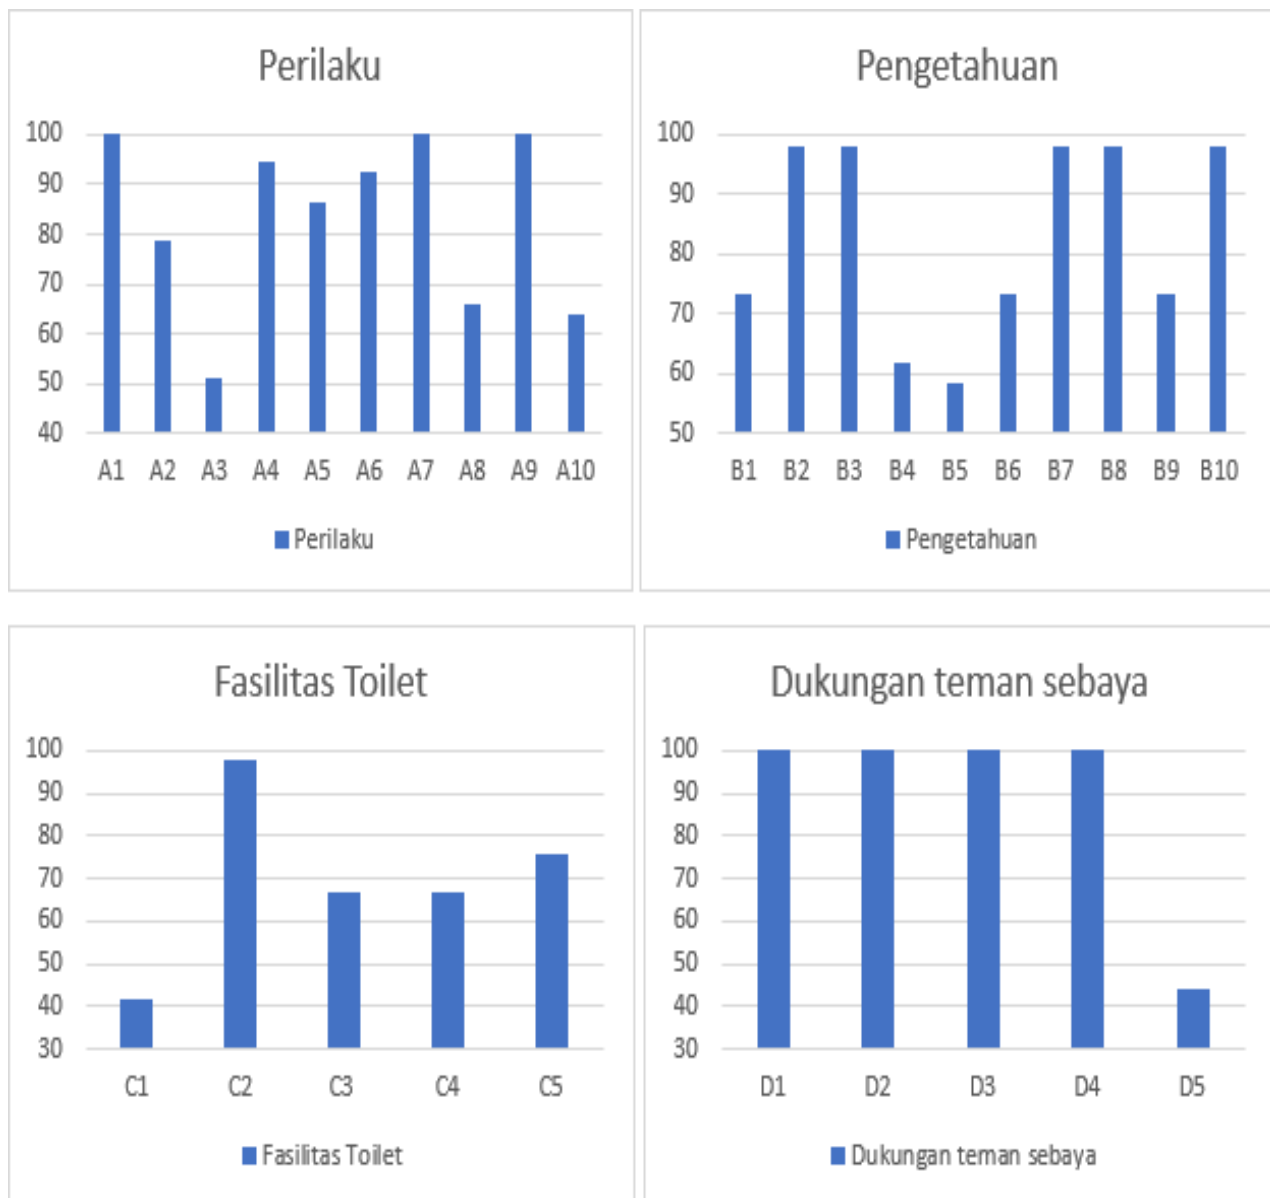 Perilaku
100
90
80
70
60
50
40
A1 A2 A3 A4 A5 A6 A7 A8 A9 A10
Perilaku
Pengetahuan
100
90
80
70
60
50
B1 B2 B3 B4 B5 B6 B7 B8 B9 B10
Pengetahuan
Fasilitas Toilet
100
90
80
70
60
50
40
30
C1 C2 C3 C4 C5
Fasilitas Toilet
Dukungan teman sebaya
100
90
80
70
60
50
40
30
D1 D2 D3 D4 D5
Dukungan teman sebaya